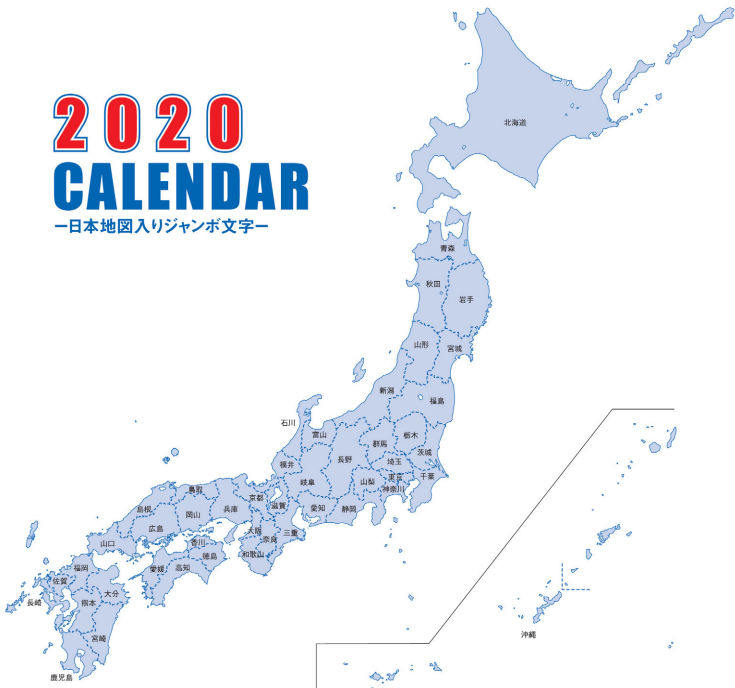 2020
CALENDAR
ー日本地図入りジャンボ文字ー
北海道
青森
秋田
岩手
山形
宮城
新潟
福島
石川
富山
群馬
栃木
茨城
横井
長野
埼玉
岐阜
山梨
東京
千葉
神奈川
鳥取
京都
滋賀
愛知
静岡
島根
岡山
兵庫
広島
大阪
奈良
三重
山口
香川
徳島
和歌山
福岡
愛媛
高知
佐賀
大分
長崎
熊本
宮崎
鹿児島
沖縄